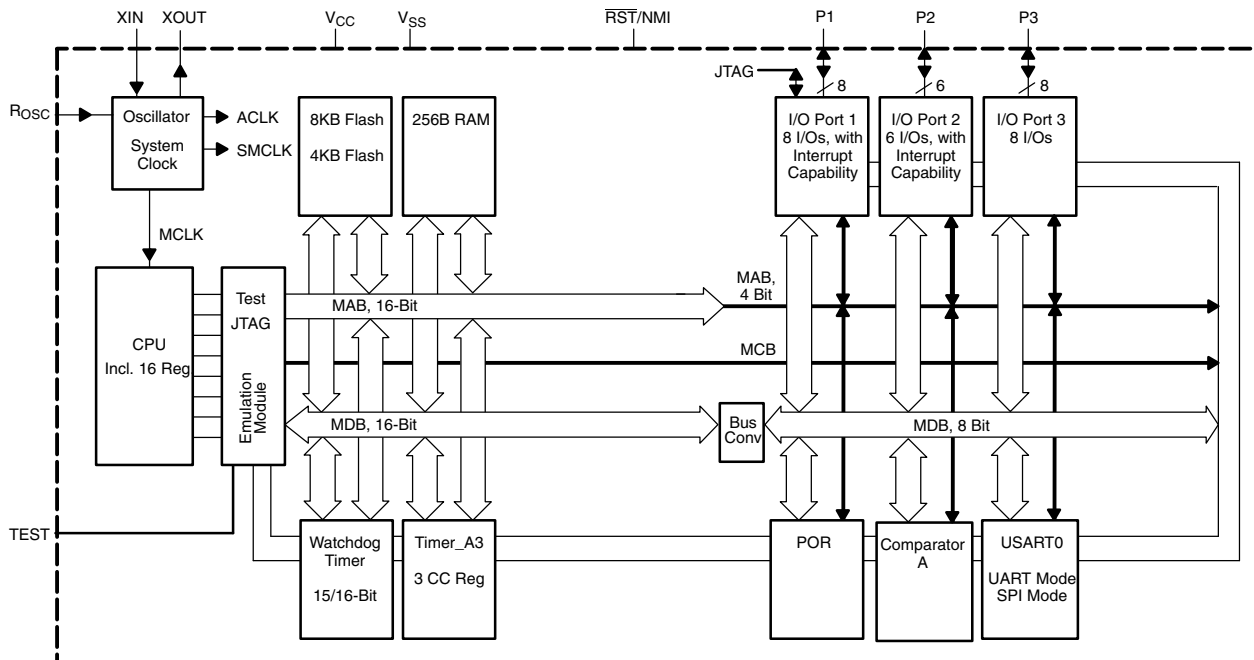 XIN
XOUT
VCC
VSS
RST/NMI
P1
P2
P3
JTAG
8
6
8
ROSC
Oscillator
System
Clock
ACLK
SMCLK
8KB Flash
4KB Flash
256B RAM
I/O Port 1
8 I/Os, with
Interrupt
Capability
I/O Port 2
6 I/Os, with
Interrupt
Capability
I/O Port 3
8 I/Os
MCLK
CPU
Incl. 16 Reg
Test
JTAG
Emulation
Module
MAB, 16-Bit
MAB,
4 Bit
MCB
MDB, 16-Bit
Bus
Conv
MDB, 8 Bit
TEST
Watchdog
Timer
15/16-Bit
Timer_A3
3 CC Reg
POR
Comparator
A
USART0
UART Mode
SPI Mode